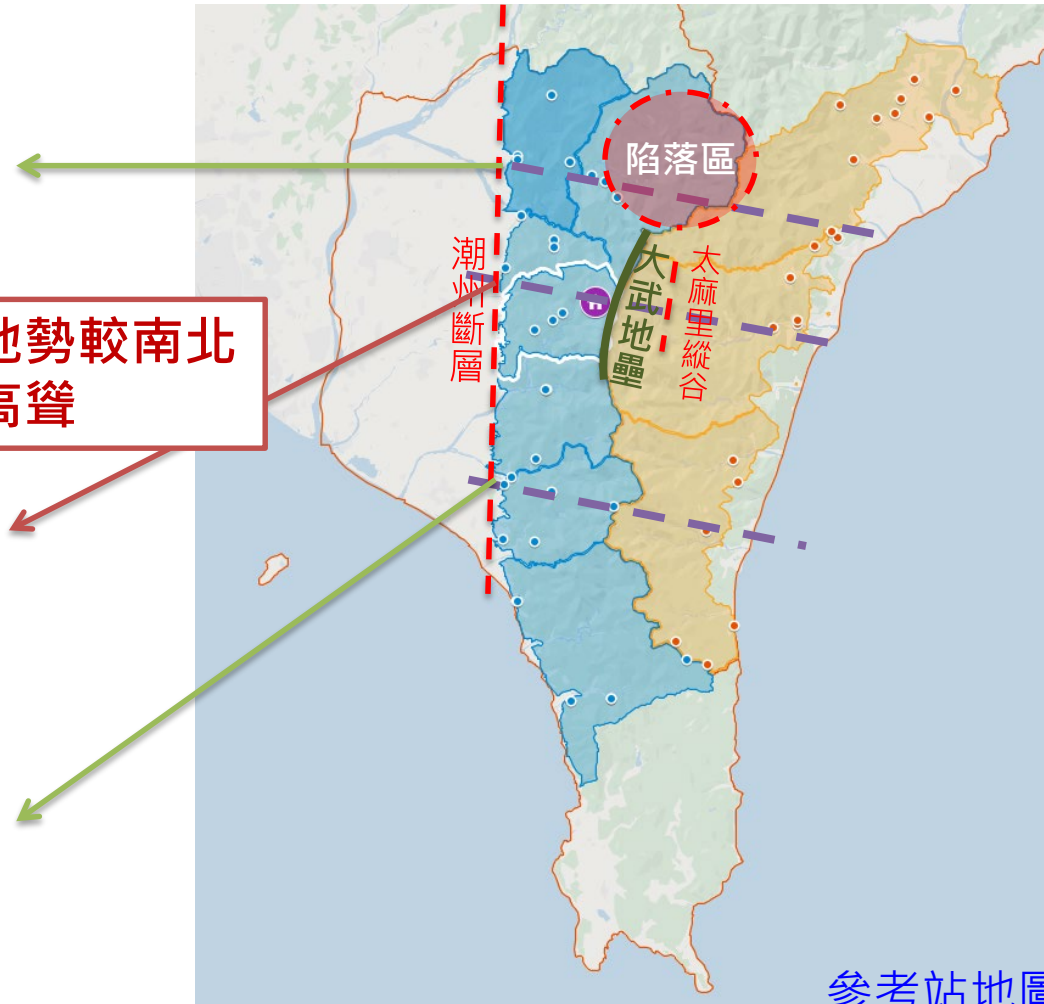 陷落區
潮州斷層
大武地壘
太麻里縱谷
地勢較南北
高聳
參考站地圖